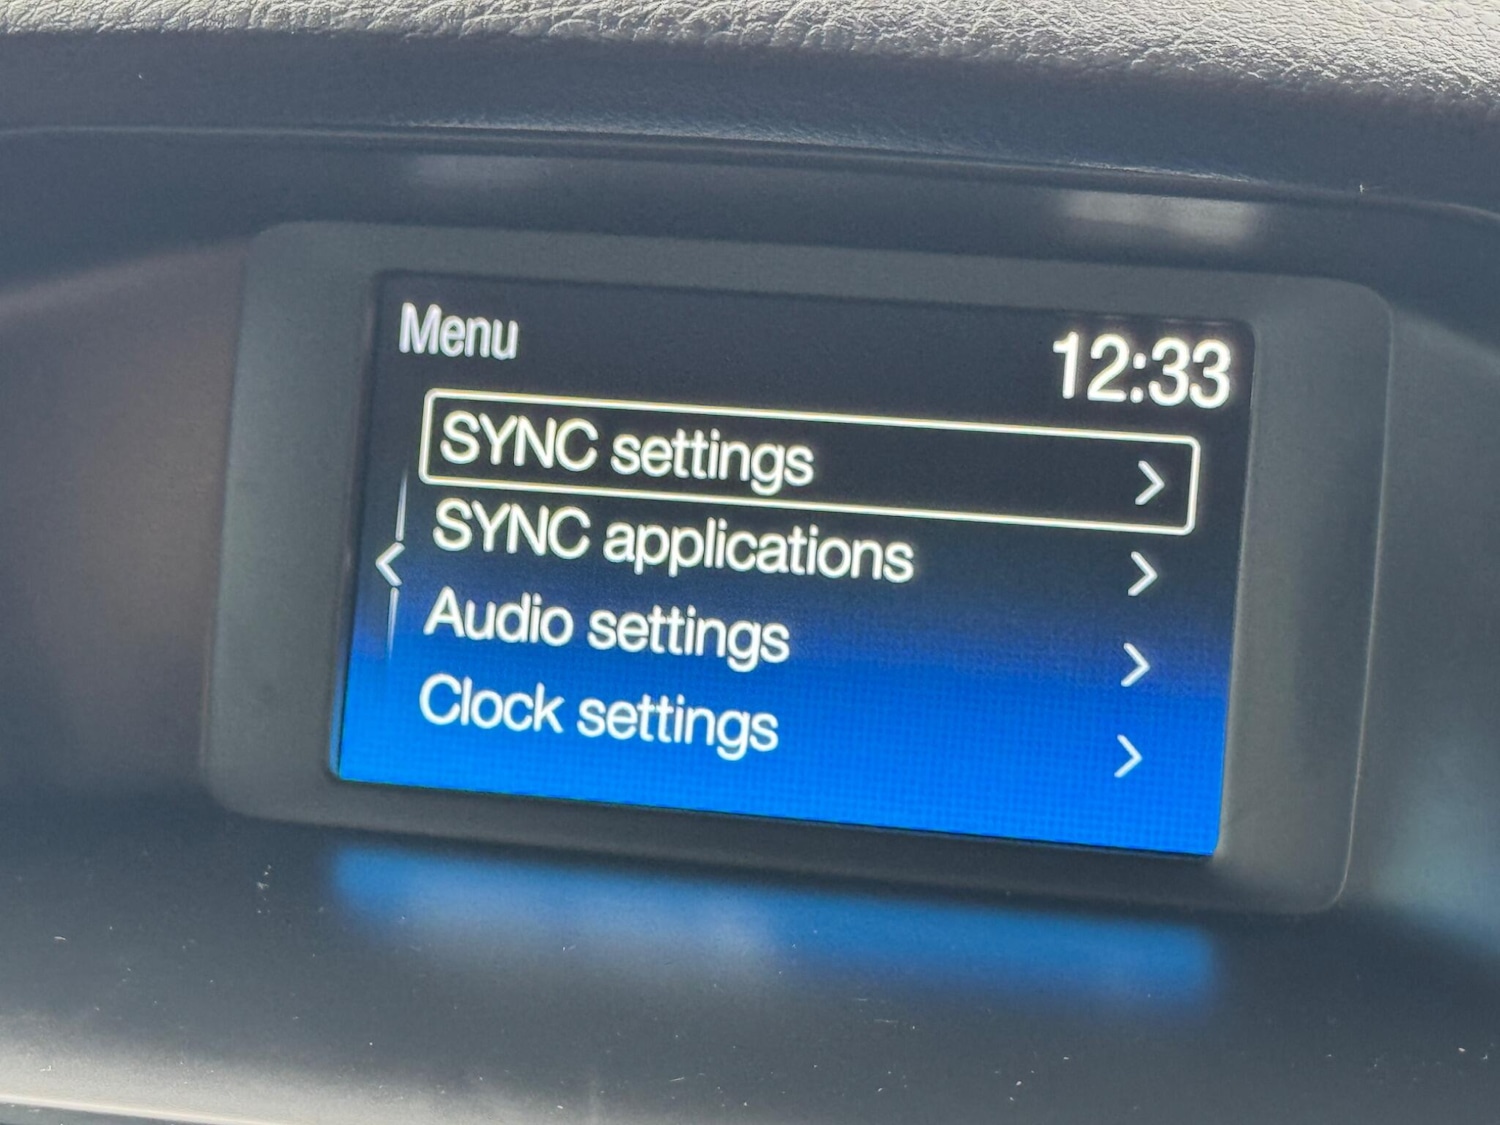 Menu
12:33
SYNC settings
SYNC applications
Audio settings
Clock settings